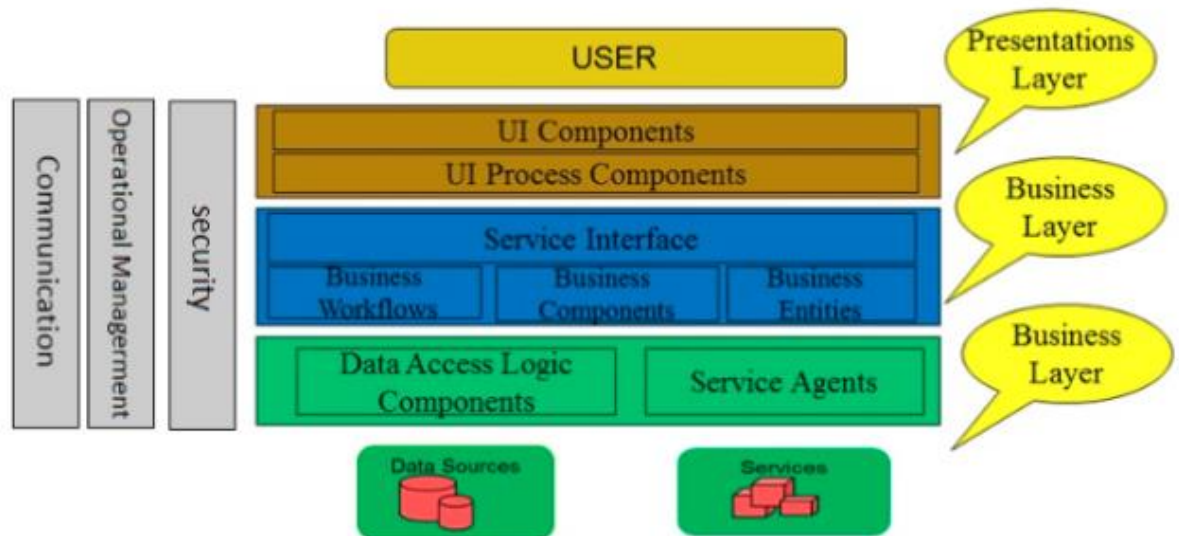 USER
Presentations
Layer
Communication
Operational Managerment
security
UI Components
UI Process Components
Service Interface
Business
Workflows
Business
Components
Business
Entities
Business
Layer
Data Access Logic
Components
Service Agents
Business
Layer
Data Sources
Services